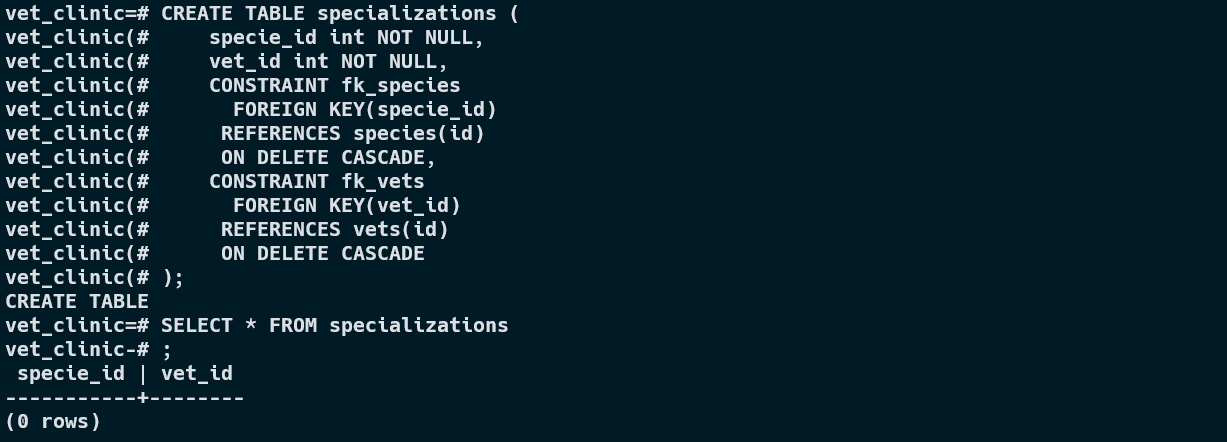 vet_clinic=# CREATE TABLE specializations (
vet_clinic(#     specie_id int NOT NULL,
vet_clinic(#     vet_id int NOT NULL,
vet_clinic(#     CONSTRAINT fk_species
vet_clinic(#       FOREIGN KEY(specie_id)
vet_clinic(#      REFERENCES species(id)
vet_clinic(#      ON DELETE CASCADE,
vet_clinic(#     CONSTRAINT fk_vets
vet_clinic(#       FOREIGN KEY(vet_id)
vet_clinic(#      REFERENCES vets(id)
vet_clinic(#      ON DELETE CASCADE
vet_clinic(# );
CREATE TABLE
vet_clinic=# SELECT * FROM specializations
vet_clinic-# ;
 specie_id | vet_id
-----------+--------
(0 rows)